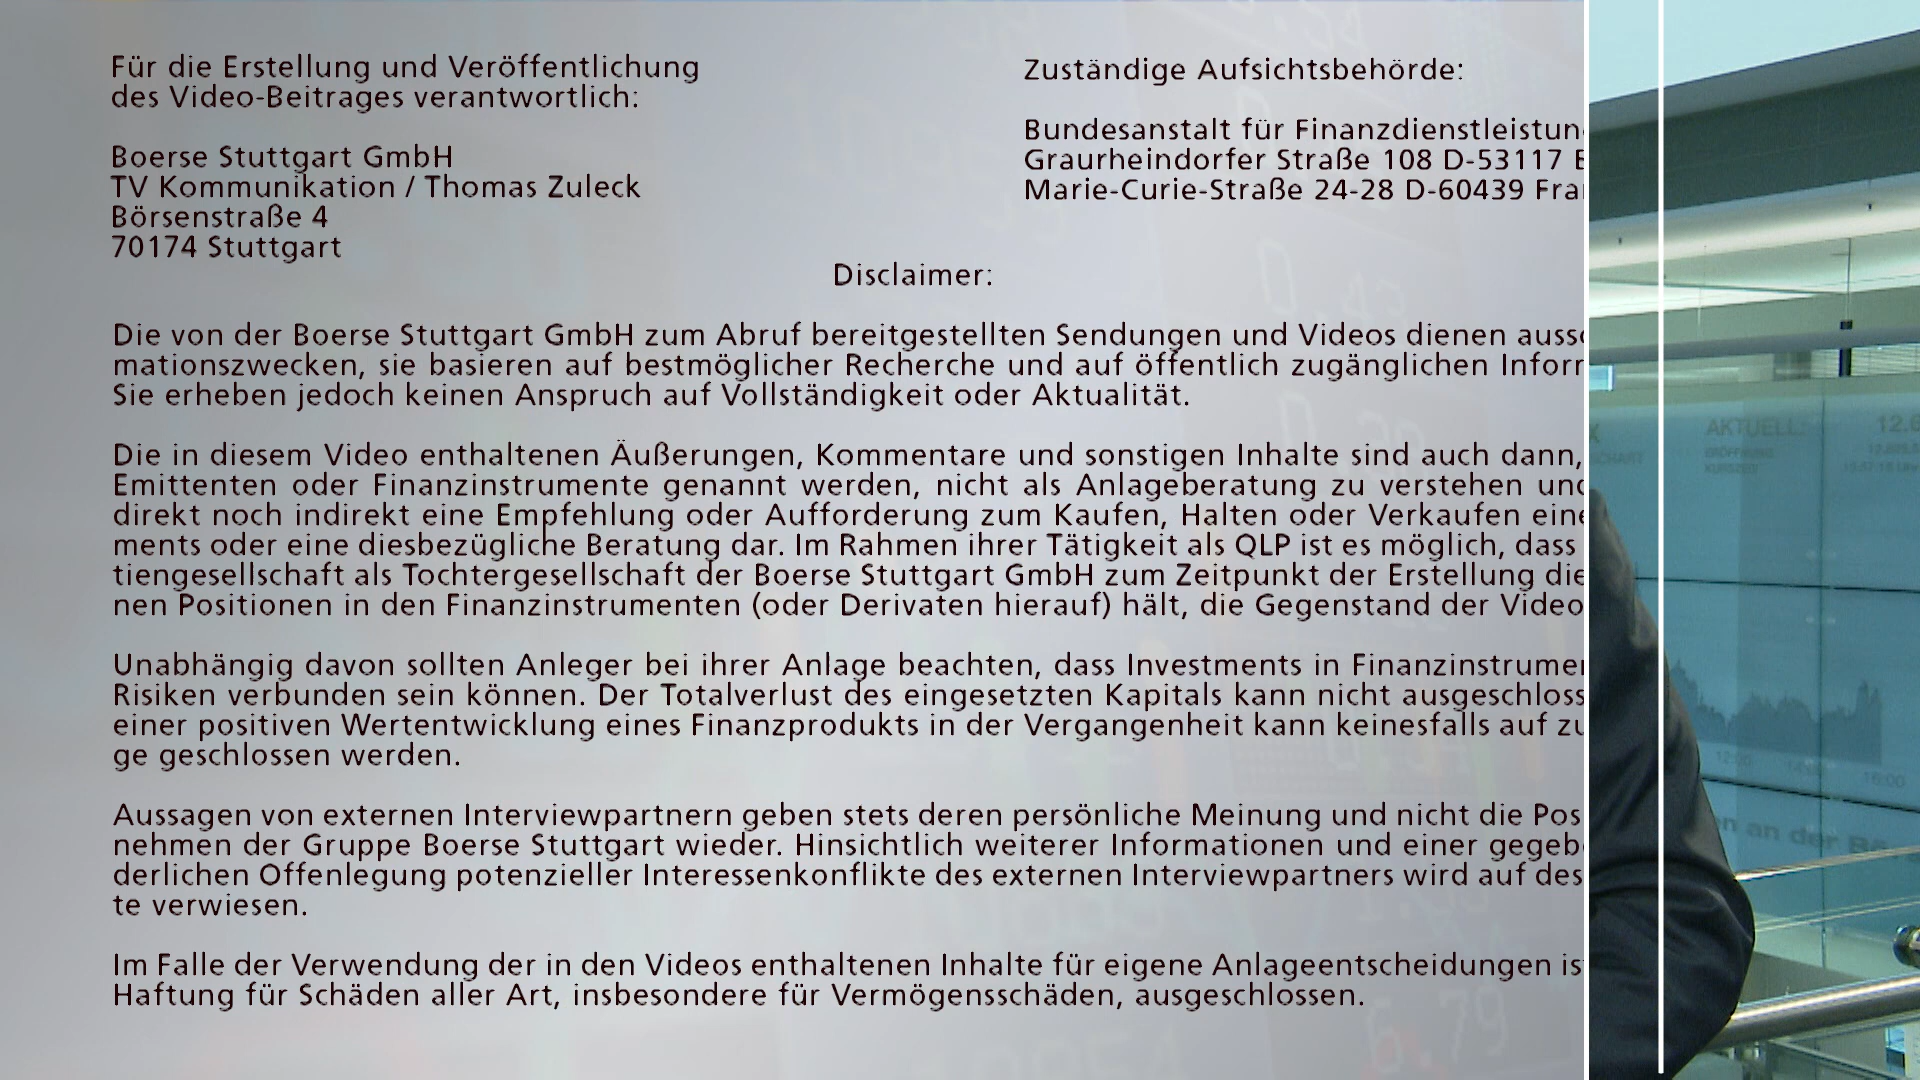 Für die Erstellung und Veröffentlichung
des Video-Beitrages verantwortlich:
Boerse Stuttgart GmbH
TV Kommunikation / Thomas Zuleck
Börsenstraße 4
70174 Stuttgart
Zuständige Aufsichtsbehörde:
Bundesanstalt für
Graurheindorfer Straße 108 D-53117
Marie-Curie-Straße 24-28 D-60439
Disclaimer:
Die von der Boerse Stuttgart GmbH zum Abruf bereitgestellten Sendungen und Videos dienen
mationszwecken, sie basieren auf bestmöglicher Recherche und auf öffentlich zugänglichen
Sie erheben jedoch keinen Anspruch auf Vollständigkeit oder Aktualität.
Die in diesem Video enthaltenen Äußerungen, Kommentare und sonstigen Inhalte sind auch dann,
Emittenten oder Finanzinstrumente genannt werden, nicht als Anlageberatung zu verstehen
direkt noch indirekt eine Empfehlung oder Aufforderung zum Kaufen, Halten oder Verkaufen
ments oder eine diesbezügliche Beratung dar. Im Rahmen ihrer Tätigkeit als QLP ist es möglich, dass
tiengesellschaft als Tochtergesellschaft der Boerse Stuttgart GmbH zum Zeitpunkt der Erstellung
nen Positionen in den Finanzinstrumenten (oder Derivaten hierauf) hält, die Gegenstand der Video
Unabhängig davon sollten Anleger bei ihrer Anlage beachten, dass Investments in
Risiken verbunden sein können. Der Totalverlust des eingesetzten Kapitals kann nicht
einer positiven Wertentwicklung eines Finanzprodukts in der Vergangenheit kann keinesfalls auf
ge geschlossen werden.
Aussagen von externen Interviewpartnern geben stets deren persönliche Meinung und nicht die
nehmen der Gruppe Boerse Stuttgart wieder. Hinsichtlich weiterer Informationen und einer
derlichen Offenlegung potenzieller Interessenkonflikte des externen Interviewpartners wird auf
te verwiesen.
Im Falle der Verwendung der in den Videos enthaltenen Inhalte für eigene Anlageentscheidungen
Haftung für Schäden aller Art, insbesondere für Vermögensschäden, ausgeschlossen.
AKTUELL:
an der